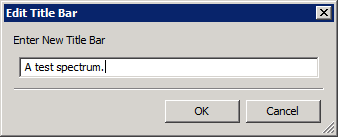 Edit Title Bar
Enter New Title Bar
A test spectrum.
OK
Cancel